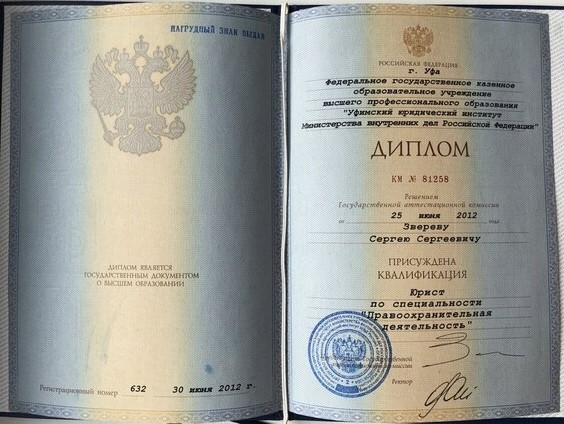 НАГРУДНЫЙ ЗНАК ВЫДАН
ДИПЛОМ ЯВЛЯЕТСЯ
ГОСУДАРСТВЕННЫМ ДОКУМЕНТОМ
О ВЫСШЕМ ОБРАЗОВАНИИ
Регистрационный номер 632 30 июня 2012 г.
РОССИЙСКАЯ ФЕДЕРАЦИЯ
г. Уфа
Федеральное государственное казенное
образовательное учреждение
высшего профессионального образования
"Уфимский юридический институт
Министерства внутренних дел Российской Федерации"
ДИПЛОМ
КМ № 81258
Решением
Государственной аттестационной комиссии
от 25 июня 2012 года
Звереву
Сергею Сергеевичу
ПРИСУЖДЕНА
КВАЛИФИКАЦИЯ
Юрист
по специальности
"Правоохранительная
деятельность"
Государственной
комиссии
Ректор